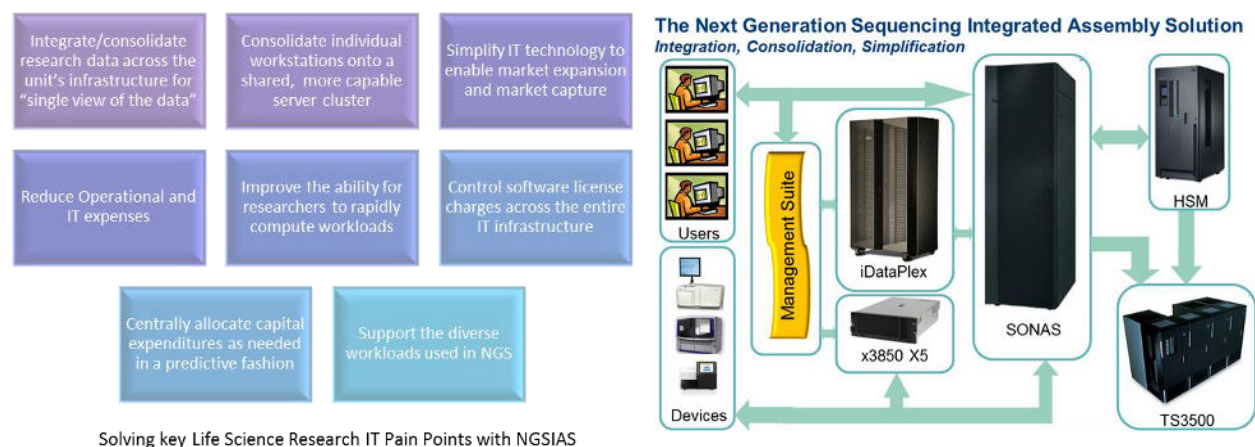 Integrate/consolidate
research data across the
unit's infrastructure for
"single view of the data"
Consolidate individual
workstations onto a
shared, more capable
server cluster
Simplify IT technology to
enable market expansion
and market capture
Reduce Operational and
IT expenses
Improve the ability for
researchers to rapidly
compute workloads
Control software license
charges across the entire
IT infrastructure
Centrally allocate capital
expenditures as needed
in a predictive fashion
Support the diverse
workloads used in NGS
Solving key Life Science Research IT Pain Points with NGSIAS
The Next Generation Sequencing Integrated Assembly Solution
Integration, Consolidation, Simplification
Users
Devices
Management Suite
iDataPlex
x3850 X5
SONAS
HSM
TS3500